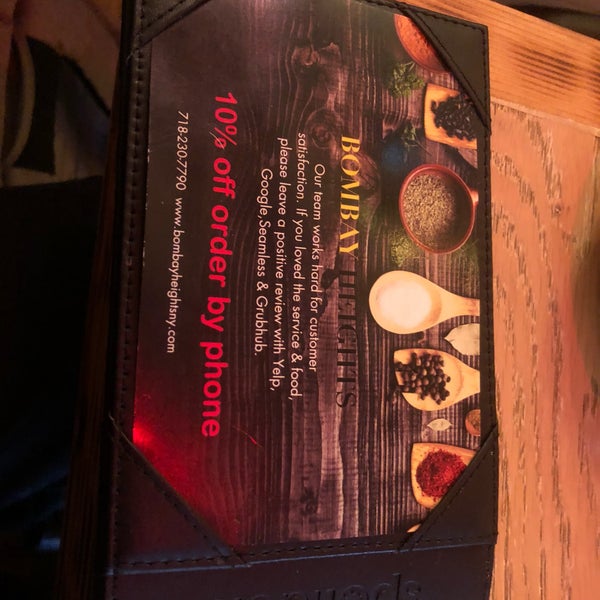 BOMBAY HEIGHTS
Our team works hard for customer
satisfaction. If you loved the service & food,
please leave a positive review with Yelp,
Google,Seamless & Grubhub.
10% off order by phone
718-230-7790 www.bombayheightsny.com